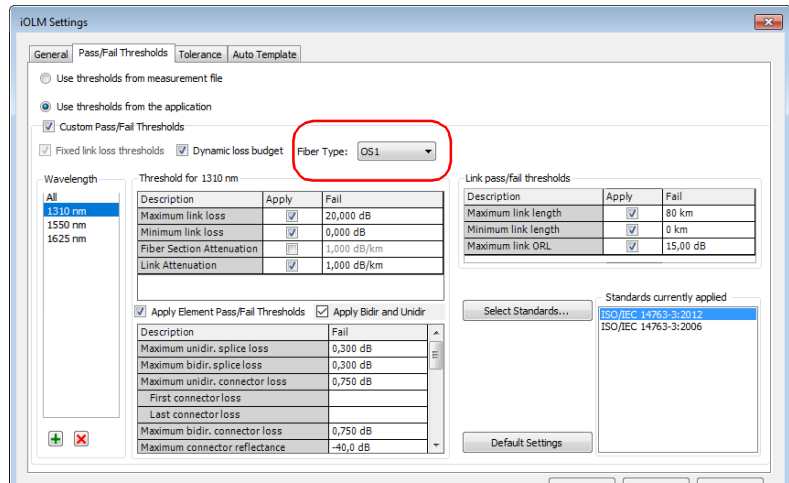 iOLM Settings
General Pass/Fail Thresholds Tolerance Auto Template
Use thresholds from measurement file
Use thresholds from the application
Custom Pass/Fail Thresholds
Fixed link loss thresholds Dynamic loss budget Fiber Type: OS1
Wavelength
All
1310 nm
1550 nm
1625 nm
Threshold for 1310 nm
Description Apply Fail
Maximum link loss 20,000 dB
Minimum link loss 0,000 dB
Fiber Section Attenuation 1,000 dB/km
Link Attenuation 1,000 dB/km
Apply Element Pass/Fail Thresholds Apply Bidir and Unidir
Description Fail
Maximum unidir. splice loss 0,300 dB
Maximum bidir. splice loss 0,300 dB
Maximum unidir. connector loss 0,750 dB
First connector loss
Last connector loss
Maximum bidir. connector loss 0,750 dB
Maximum connector reflectance -40,0 dB
Link pass/fail thresholds
Description Apply Fail
Maximum link length 80 km
Minimum link length 0 km
Maximum link ORL 15,00 dB
Select Standards...
Default Settings
Standards currently applied
ISO/IEC 14763-3:2012
ISO/IEC 14763-3:2006